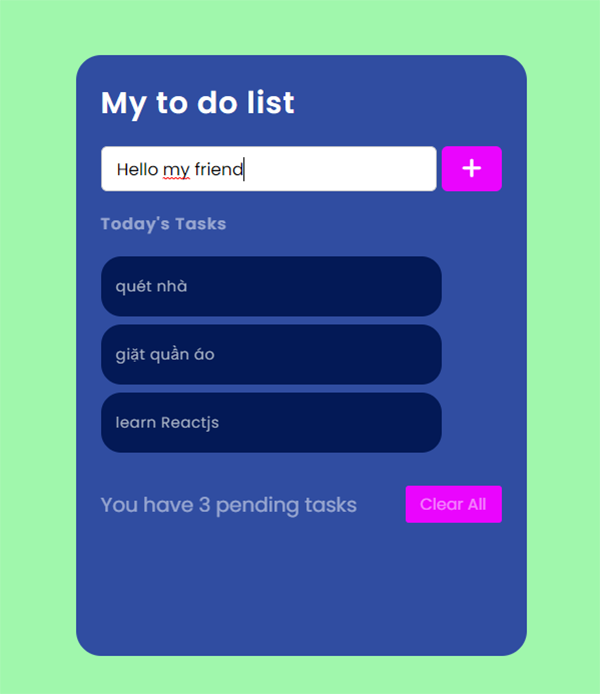 My to do list
Hello my friend
+
Today's Tasks
quét nhà
giặt quần áo
learn Reactjs
You have 3 pending tasks
Clear All